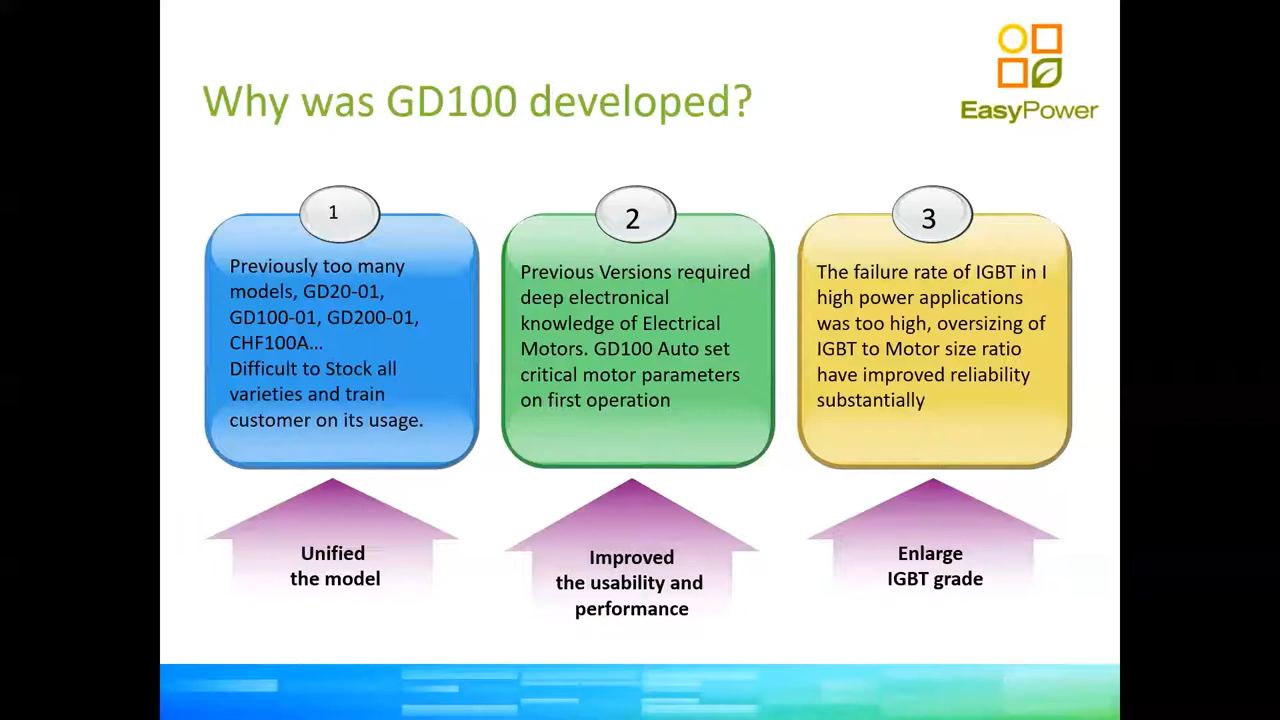 Why was GD100 developed?
EasyPower
1
Previously too many
models, GD20-01,
GD100-01, GD200-01,
CHF100A...
Difficult to Stock all
varieties and train
customer on its usage.
2
Previous Versions required
deep electronical
knowledge of Electrical
Motors. GD100 Auto set
critical motor parameters
on first operation
3
The failure rate of IGBT in I
high power applications
was too high, oversizing of
IGBT to Motor size ratio
have improved reliability
substantially
Unified
the model
Improved
the usability and
performance
Enlarge
IGBT grade